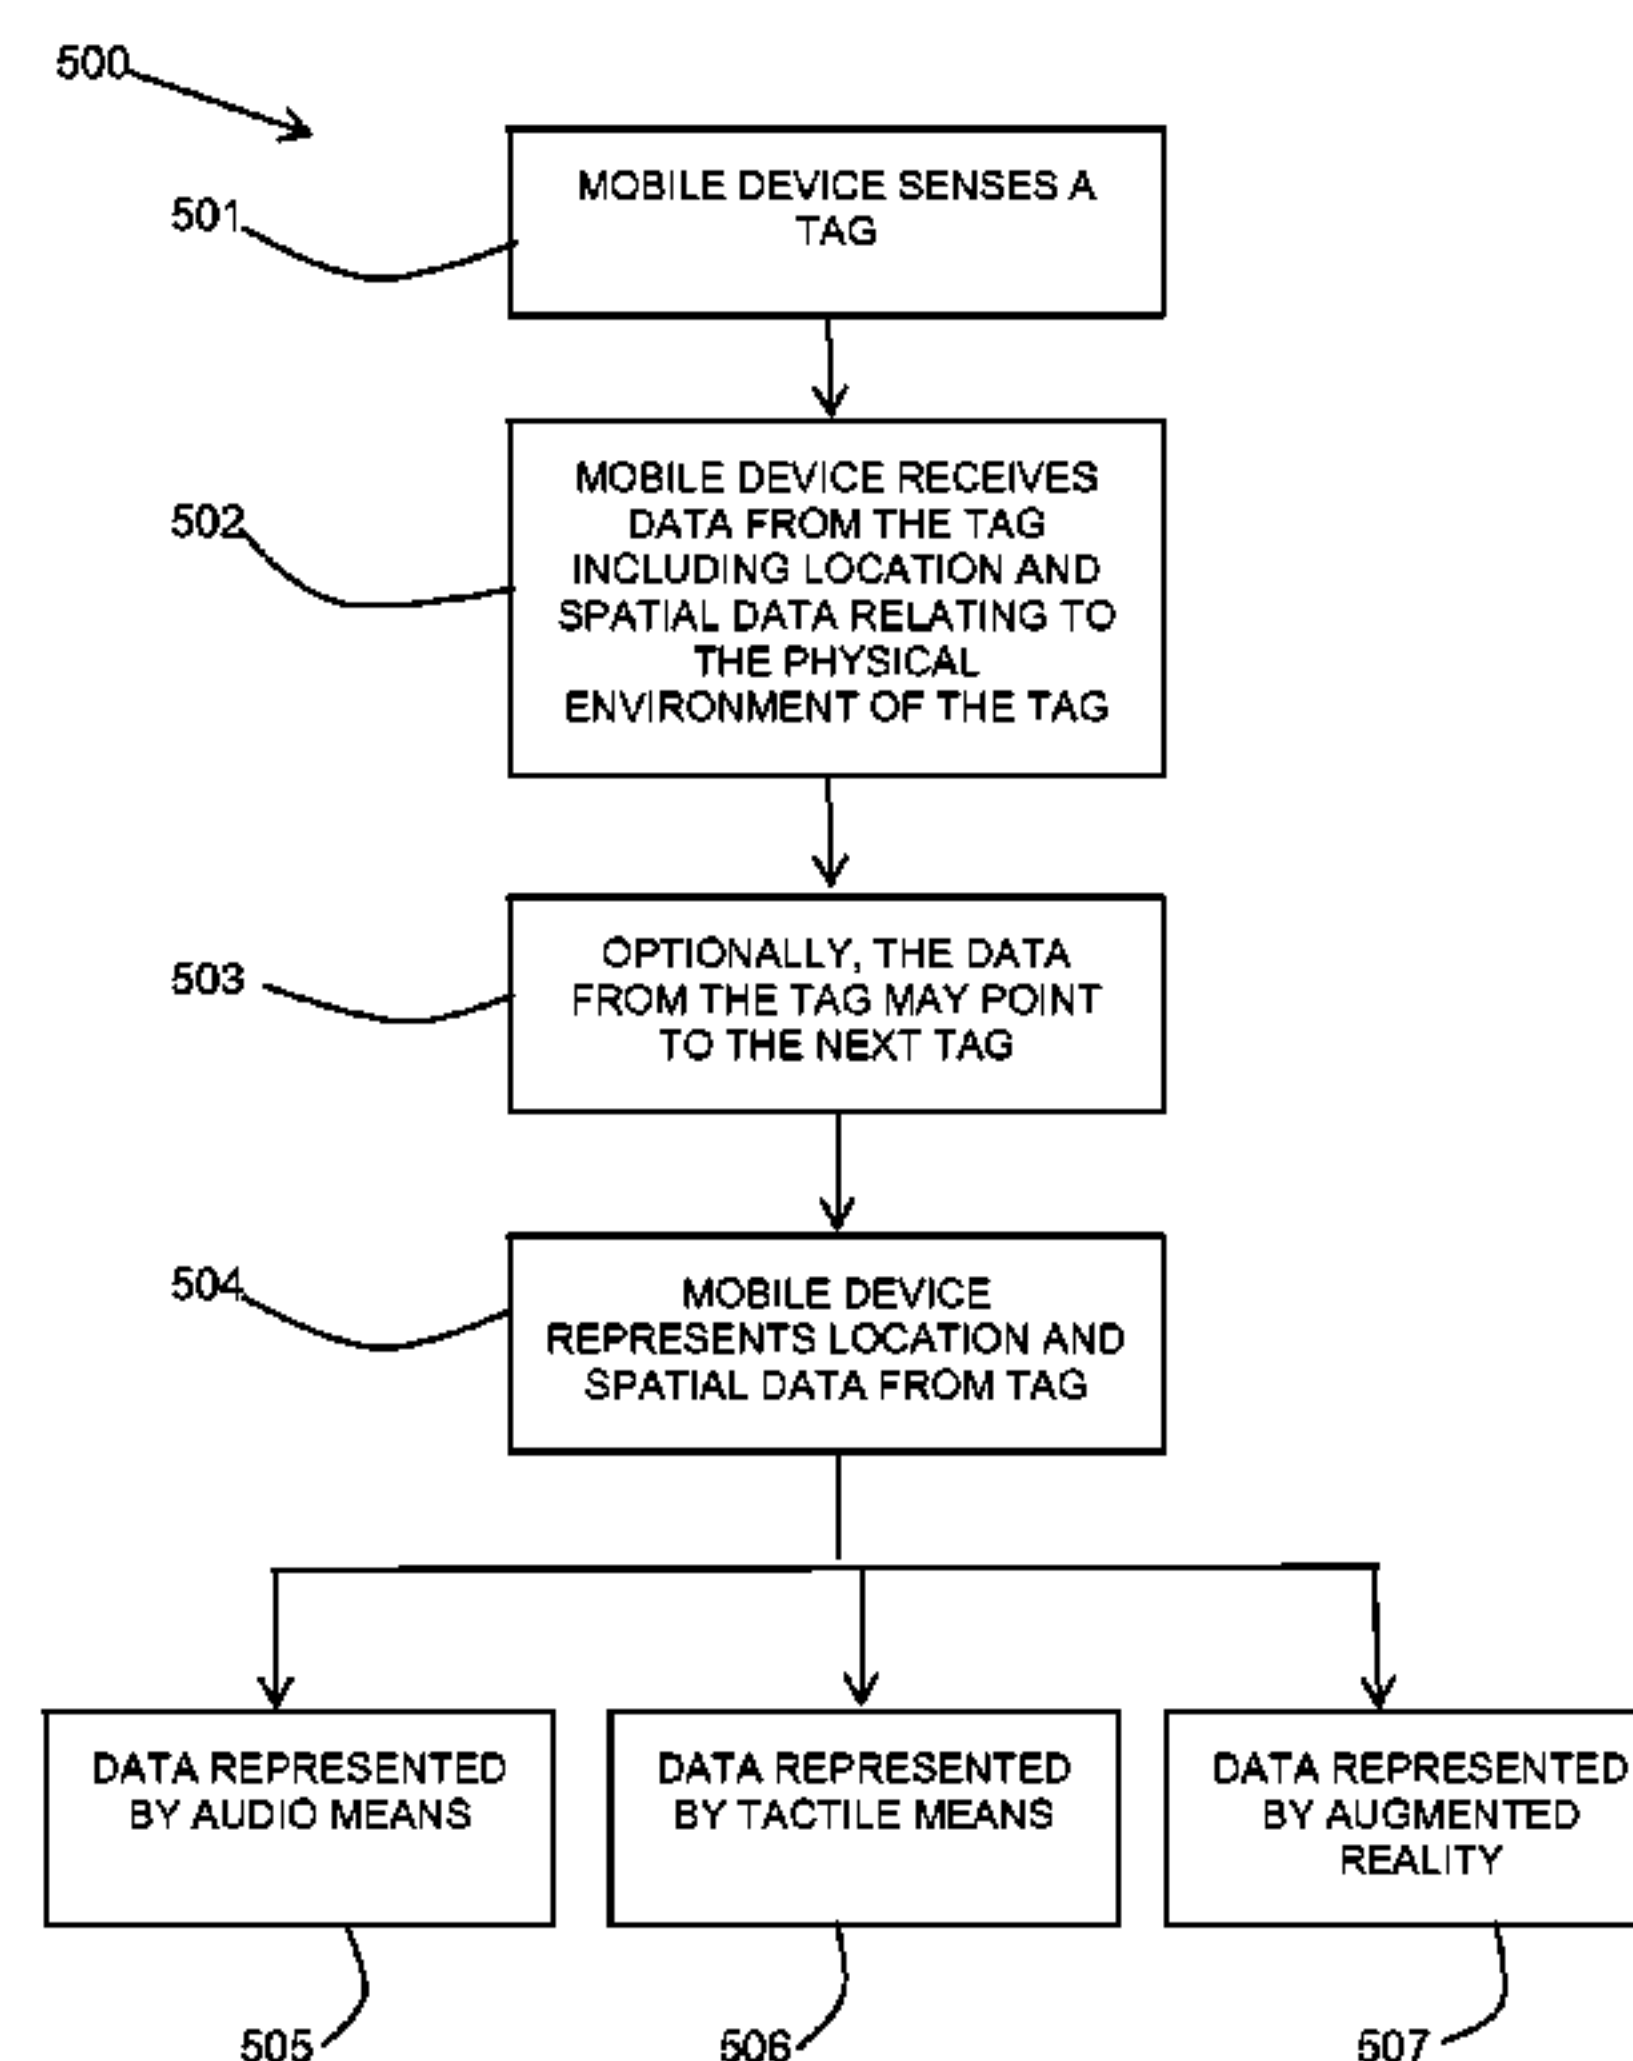 500
501
MOBILE DEVICE SENSES A
TAG
502
MOBILE DEVICE RECEIVES
DATA FROM THE TAG
INCLUDING LOCATION AND
SPATIAL DATA RELATING TO
THE PHYSICAL
ENVIRONMENT OF THE TAG
503
OPTIONALLY, THE DATA
FROM THE TAG MAY POINT
TO THE NEXT TAG
504
MOBILE DEVICE
REPRESENTS LOCATION AND
SPATIAL DATA FROM TAG
DATA REPRESENTED
BY AUDIO MEANS
DATA REPRESENTED
BY TACTILE MEANS
DATA REPRESENTED
BY AUGMENTED
REALITY
505
506
507